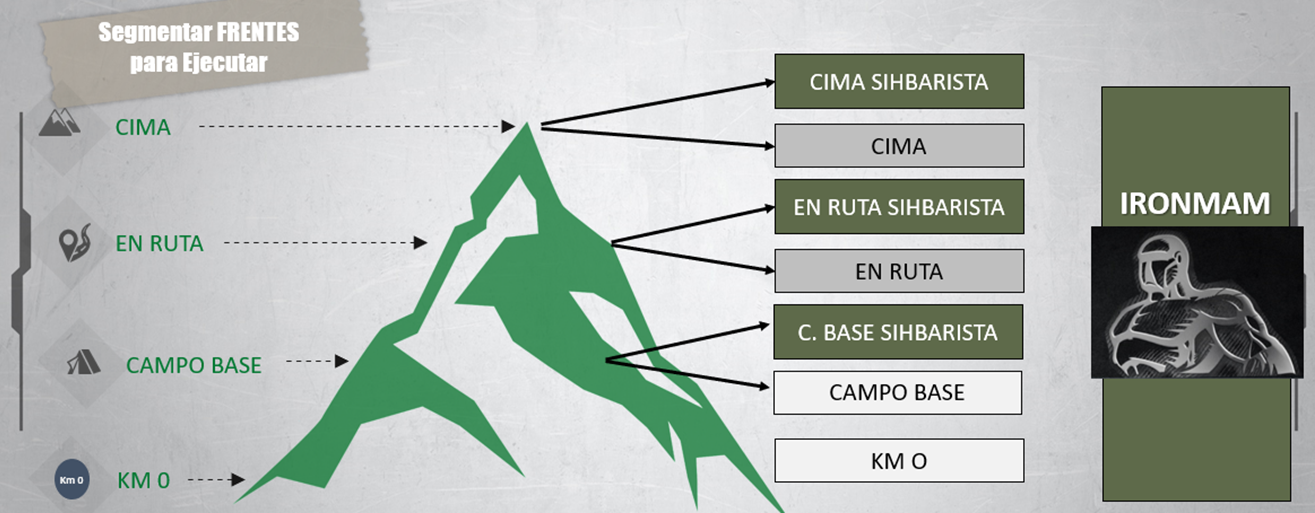 Segmentar FRENTES
para Ejecutar
CIMA
EN RUTA
CAMPO BASE
Km 0
KM 0
CIMA SIHBARISTA
CIMA
EN RUTA SIHBARISTA
EN RUTA
C. BASE SIHBARISTA
CAMPO BASE
KM O
IRONMAM